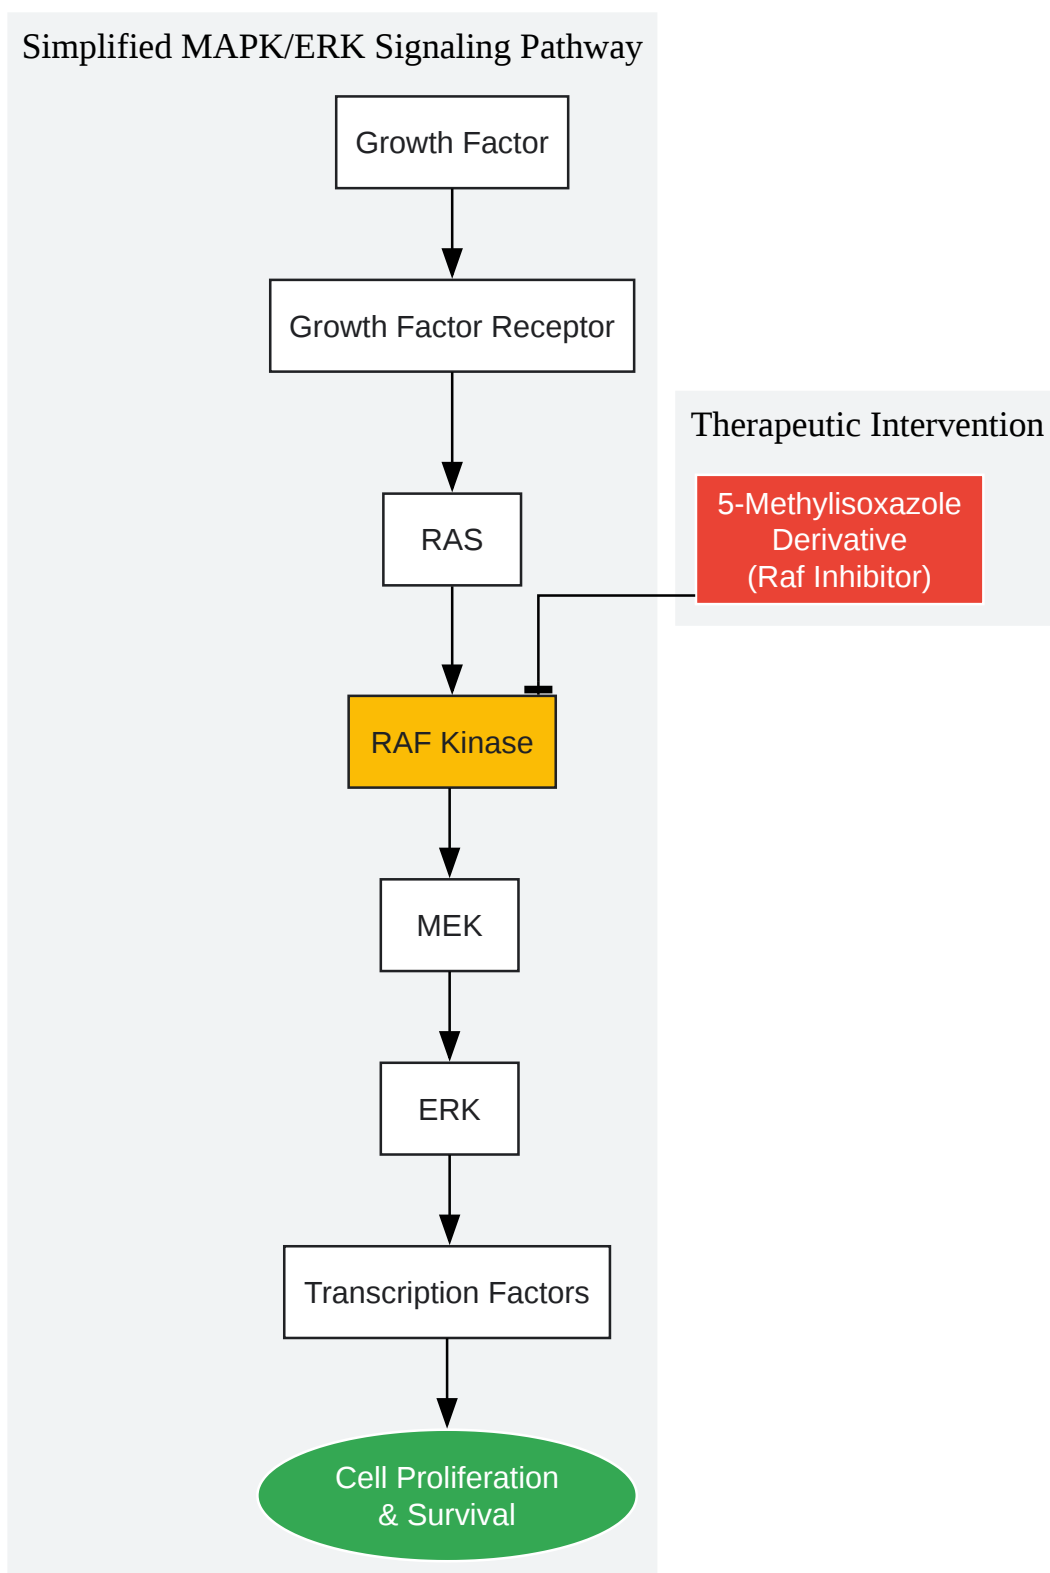 Simplified MAPK/ERK Signaling Pathway
Growth Factor
Growth Factor Receptor
Therapeutic Intervention
5-Methylisoxazole
Derivative
(Raf Inhibitor)
RAS
RAF Kinase
MEK
ERK
Transcription Factors
Cell Proliferation
& Survival